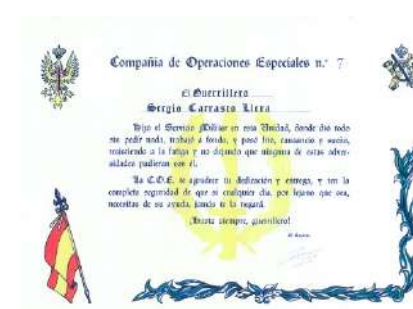 Compañia de Operaciones Especiales n.º 7
El Guerrillero
Sergio Carrasco Llera
Hizo el Servicio Militar en esta Unidad, donde dio todo
sin pedir nada, trabajó a fondo, y pasó frío, cansancio y sueño,
resistiendo a la fatiga y no dejando que ninguna de estas adver-
sidades pudieran con él.
La C.O.E. te agradece tu dedicación y entrega, y ten la
completa seguridad de que si cualquier día, por lejano que sea,
necesitas de su ayuda, jamás te la negará.
¡Hasta siempre, guerrillero!